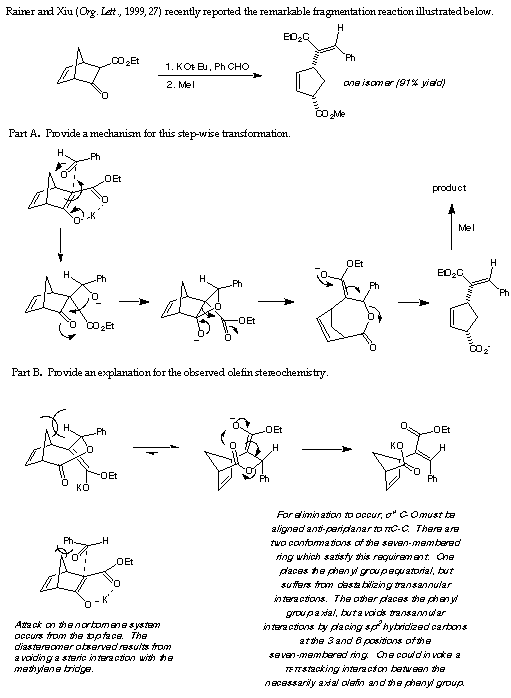 Rainer and Xiu (Org. Lett., 1999, 27) recently reported the remarkable fragmentation reaction illustrated below.
CO2Et
O
1. KOt-Bu, PhCHO
2. MeI
EtO2C
H
Ph
CO2Me
one isomer (91% yield)
Part A. Provide a mechanism for this step-wise transformation.
H
Ph
O
OEt
O
O
K
product
MeI
H
Ph
O
O
CO2Et
H
Ph
O
O
OEt
O
OEt
O
Ph
O
O
EtO2C
H
Ph
CO2-
Part B. Provide an explanation for the observed olefin stereochemistry.
H
Ph
O
O
OEt
KO
O
OEt
O
O
H
Ph
O
KO
O
OEt
H
Ph
Ph
O
H
OEt
O
O
K
Attack on the norbornene system
occurs from the top face. The
diastereomer observed results from
avoiding a steric interaction with the
methylene bridge.
For elimination to occur, σ* C-O must be
aligned anti-periplanar to πC-C. There are
two conformations of the seven-membered
ring which satisfy this requirement. One
places the phenyl group equatorial, but
suffers from destabilizing transannular
interactions. The other places the phenyl
group axial, but avoids transannular
interactions by placing sp2 hybridized carbons
at the 3 and 6 positions of the
seven-membered ring. One could invoke a
π-π stacking interaction between the
necessarily axial olefin and the phenyl group.